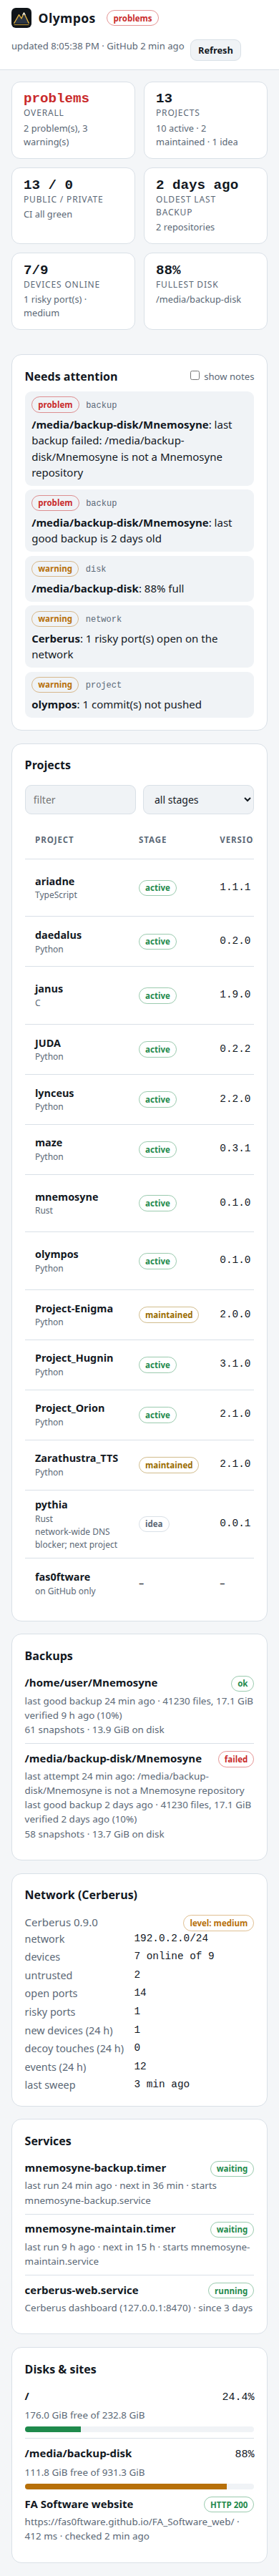 Olympos problems
updated 8:05:38 PM · GitHub 2 min ago Refresh
problems
OVERALL
2 problem(s), 3
warning(s)
13
PROJECTS
10 active · 2
maintained · 1 idea
13 / 0
PUBLIC / PRIVATE
CI all green
2 days ago
OLDEST LAST
BACKUP
2 repositories
7/9
DEVICES ONLINE
1 risky port(s) ·
medium
88%
FULLEST DISK
/media/backup-disk
Needs attention show notes
problem backup
/media/backup-disk/Mnemosyne: last
backup failed: /media/backup-
disk/Mnemosyne is not a Mnemosyne
repository
problem backup
/media/backup-disk/Mnemosyne: last
good backup is 2 days old
warning disk
/media/backup-disk: 88% full
warning network
Cerberus: 1 risky port(s) open on the
network
warning project
olympos: 1 commit(s) not pushed
Projects
filter all stages
PROJECT STAGE VERSIO
ariadne active 1.1.1
TypeScript
daedalus active 0.2.0
Python
janus active 1.9.0
C
JUDA active 0.2.2
Python
lynceus active 2.2.0
Python
maze active 0.3.1
Python
mnemosyne active 0.1.0
Rust
olympos active 0.1.0
Python
Project-Enigma maintained 2.0.0
Python
Project_Hugnin active 3.1.0
Python
Project_Orion active 2.1.0
Python
Zarathustra_TTS maintained 2.1.0
Python
pythia
Rust
network-wide DNS idea 0.0.1
blocker; next project
fas0ftware – –
on GitHub only
Backups
/home/user/Mnemosyne ok
last good backup 24 min ago · 41230 files, 17.1 GiB
verified 9 h ago (10%)
61 snapshots · 13.9 GiB on disk
/media/backup-disk/Mnemosyne failed
last attempt 24 min ago: /media/backup-
disk/Mnemosyne is not a Mnemosyne repository
last good backup 2 days ago · 41230 files, 17.1 GiB
verified 2 days ago (10%)
58 snapshots · 13.7 GiB on disk
Network (Cerberus)
Cerberus 0.9.0 level: medium
network 192.0.2.0/24
devices 7 online of 9
untrusted 2
open ports 14
risky ports 1
new devices (24 h) 1
decoy touches (24 h) 0
events (24 h) 12
last sweep 3 min ago
Services
mnemosyne-backup.timer waiting
last run 24 min ago · next in 36 min · starts
mnemosyne-backup.service
mnemosyne-maintain.timer waiting
last run 9 h ago · next in 15 h · starts mnemosyne-
maintain.service
cerberus-web.service running
Cerberus dashboard (127.0.0.1:8470) · since 3 days
Disks & sites
/ 24.4%
176.0 GiB free of 232.8 GiB
/media/backup-disk 88%
111.8 GiB free of 931.3 GiB
FA Software website HTTP 200
https://fas0ftware.github.io/FA_Software_web/ ·
412 ms · checked 2 min ago